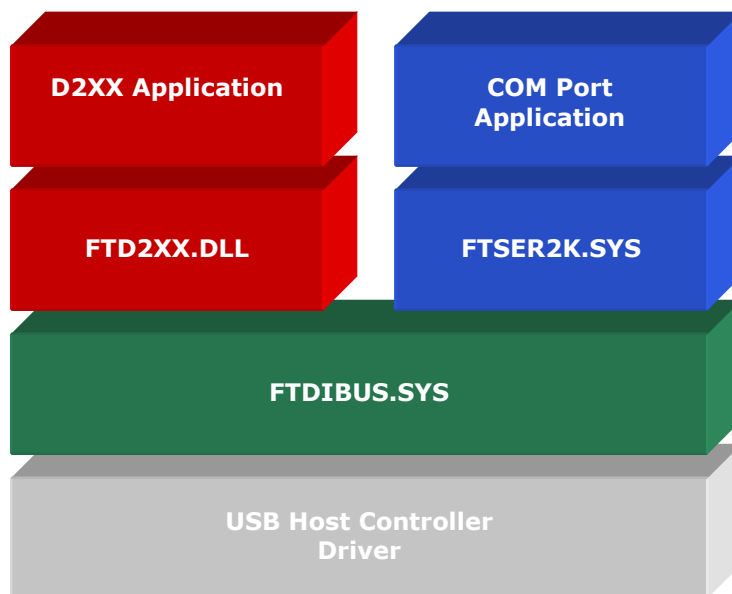 D2XX Application
COM Port
Application
FTD2XX.DLL
FTSER2K.SYS
FTDIBUS.SYS
USB Host Controller
Driver